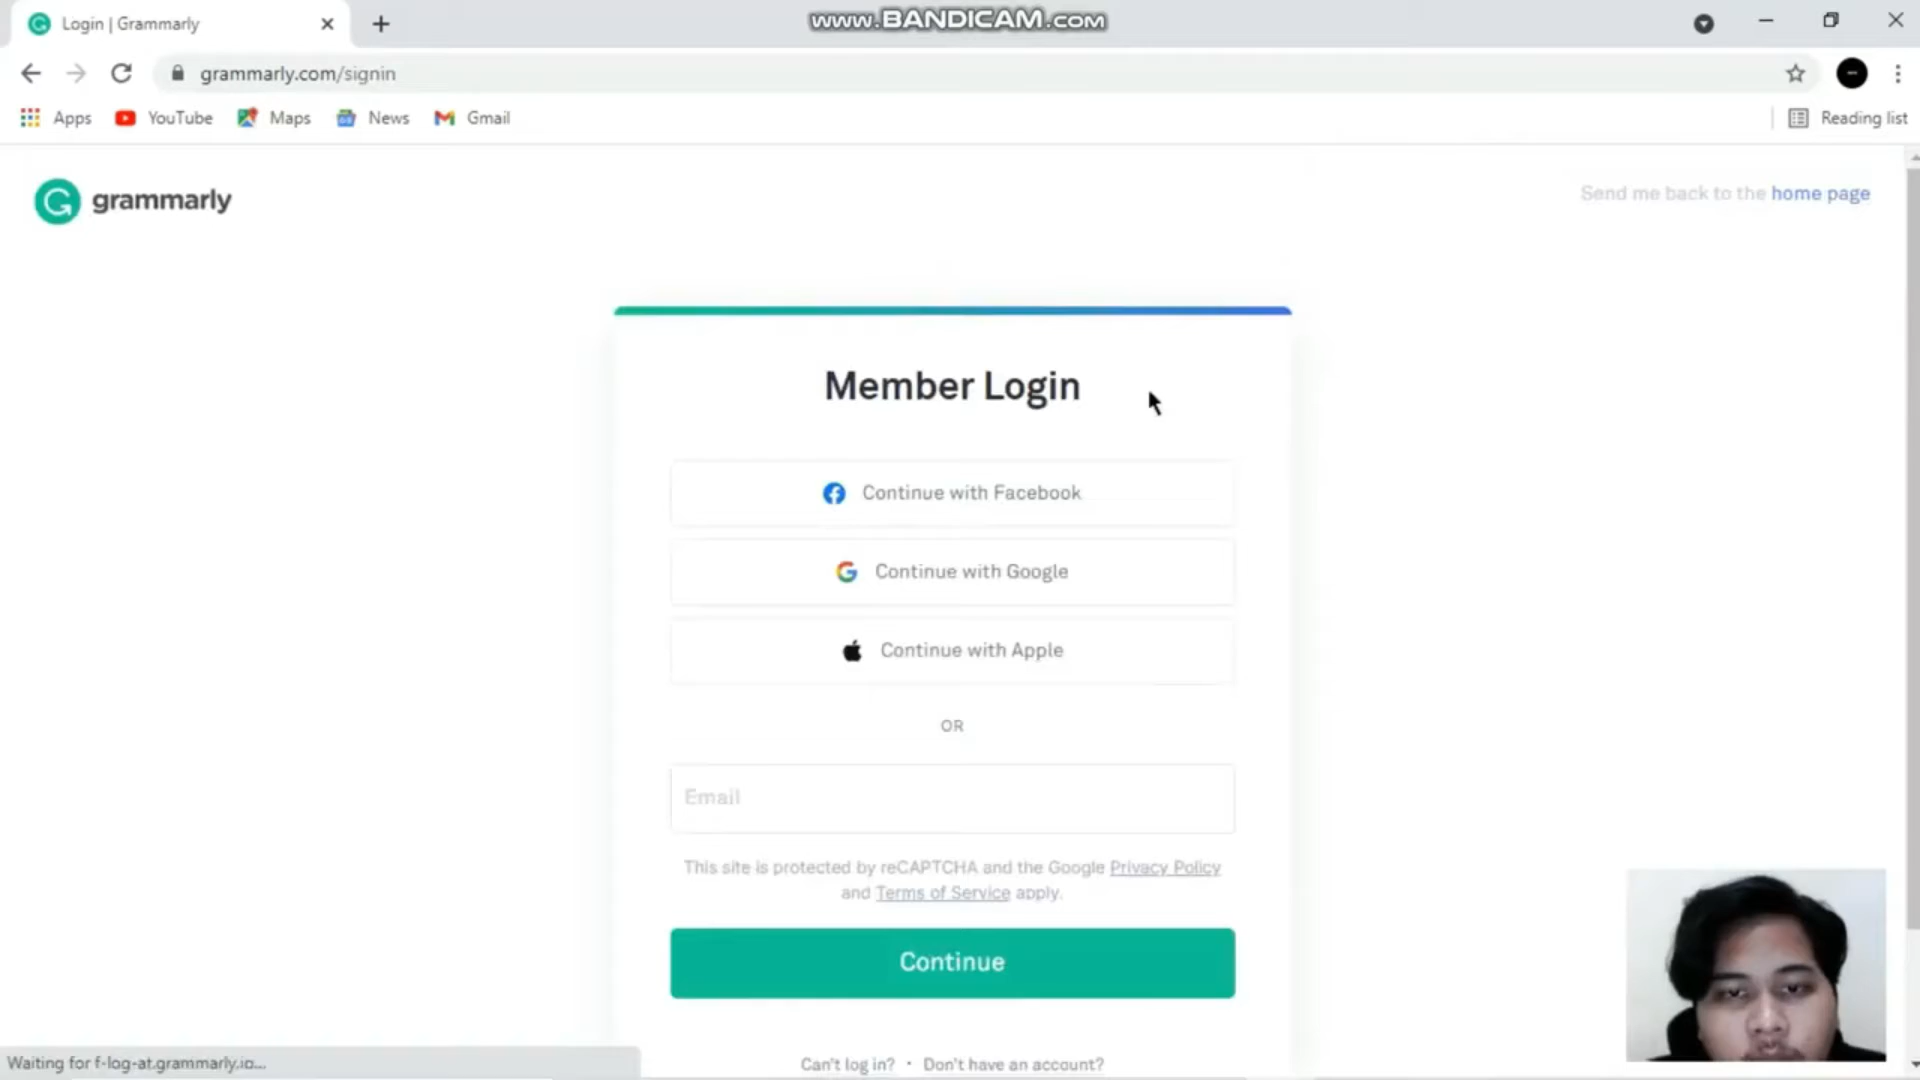 Login | Grammarly
www.BANDICAM.com
grammarly.com/signin
Apps
YouTube
Maps
News
Gmail
Reading list
grammarly
Send me back to the home page
Member Login
Continue with Facebook
Continue with Google
Continue with Apple
OR
Email
This site is protected by reCAPTCHA and the Google Privacy Policy
and Terms of Service apply.
Continue
Can't log in? • Don't have an account?
Waiting for f-log-at.grammarly.io...